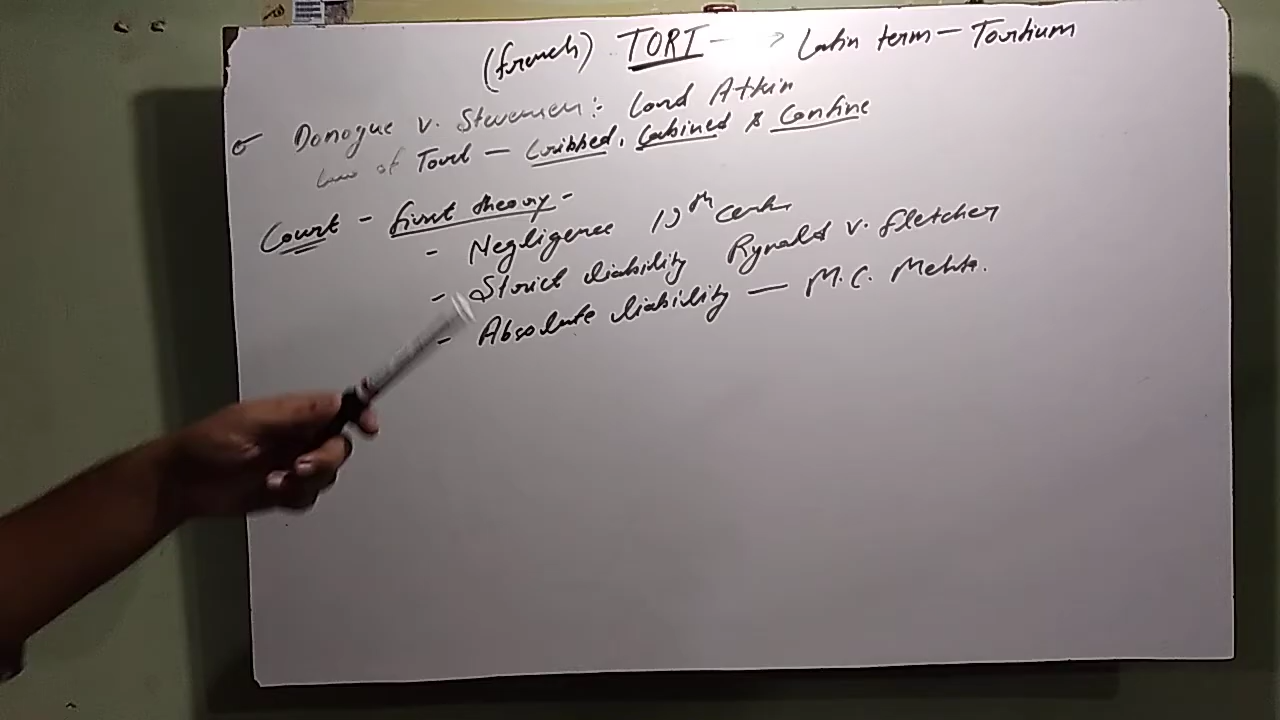 (french) TORT → Latin term - Tortium
Donogue v. Stevensen:- Lord Atkin
Law of Tort - Cribbed, Cabined & Confine
Court - first theory -
- Negligence 19th Centu
- Strict liability Rynalds v. fletcher
- Absolute liability - M.C. Mehta.